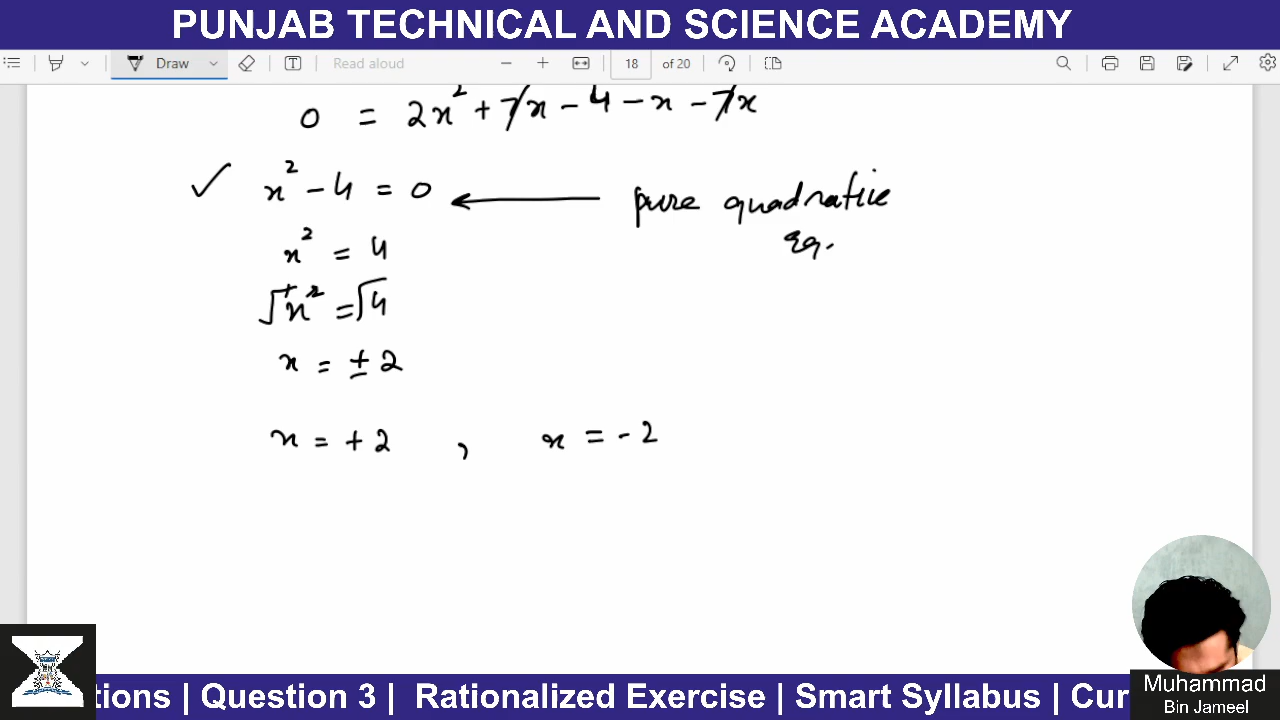 PUNJAB TECHNICAL AND SCIENCE ACADEMY
Draw
Read aloud
18 of 20
0 = 2x² + 7x - 4 - x - 7x
✓ x² - 4 = 0 ← pure quadratic
eq.
x² = 4
√x² = √4
x = ± 2
x = + 2 , x = - 2
Muhammad
Bin Jameel
tions | Question 3 | Rationalized Exercise | Smart Syllabus | Cur